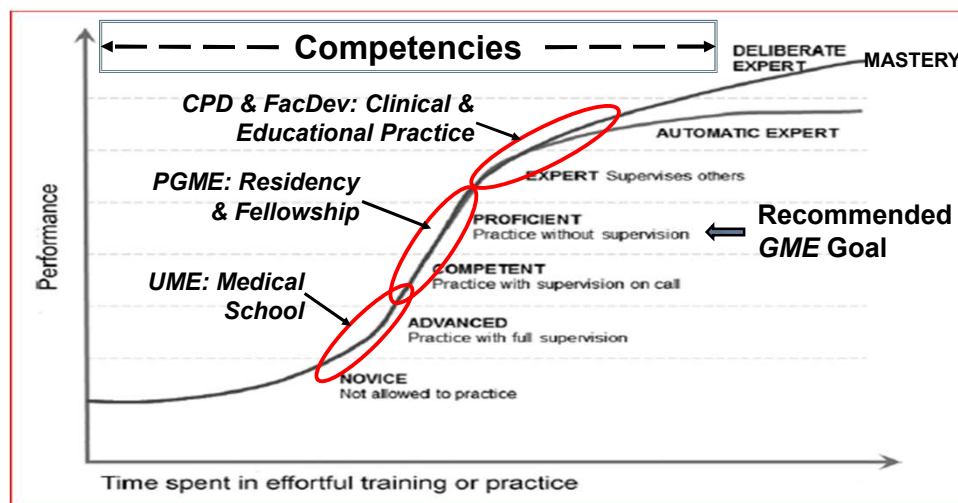 Competencies
DELIBERATE
EXPERT
MASTERY
CPD & FacDev: Clinical &
Educational Practice
AUTOMATIC EXPERT
EXPERT Supervises others
PGME: Residency
& Fellowship
PROFICIENT
Practice without supervision
Recommended
GME Goal
COMPETENT
Practice with supervision on call
UME: Medical
School
ADVANCED
Practice with full supervision
NOVICE
Not allowed to practice
Performance
Time spent in effortful training or practice